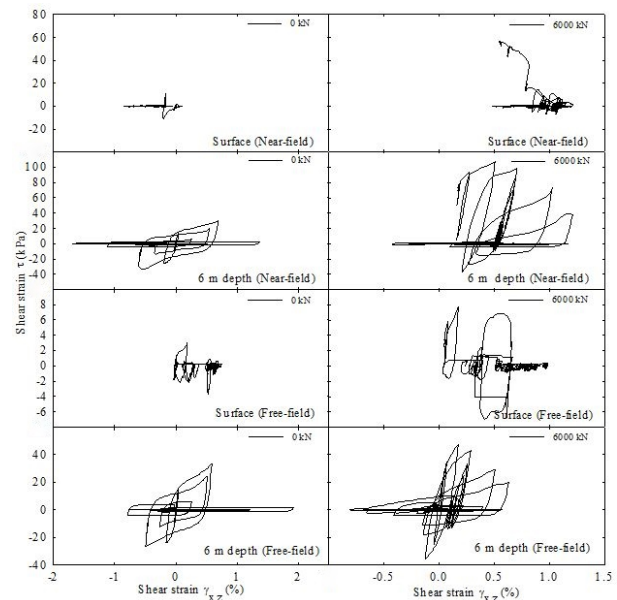 80
60
40
20
0
-20
0 kN
Surface (Near-field)
6000 kN
Surface (Near-field)
100
80
60
40
20
0
-20
-40
0 kN
6 m depth (Near-field)
6000 kN
6 m depth (Near-field)
Shear strain τ (kPa)
8
6
4
2
0
-2
-4
-6
0 kN
Surface (Free-field)
6000 kN
Surface (Free-field)
40
20
0
-20
-40
0 kN
6 m depth (Free-field)
6000 kN
6 m depth (Free-field)
-2 -1 0 1 2
-0.5 0.0 0.5 1.0 1.5
Shear strain γxz (%)
Shear strain γxz (%)